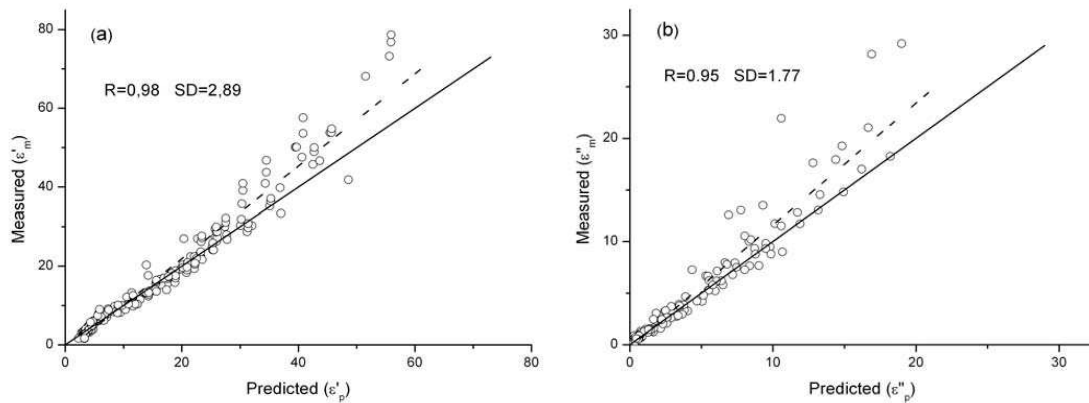 (a)
R=0,98 SD=2,89
Measured (ε'm)
80
60
40
20
0
0 20 40 60 80
Predicted (ε'p)
(b)
R=0.95 SD=1.77
Measured (ε"m)
30
20
10
0
0 10 20 30
Predicted (ε"p)